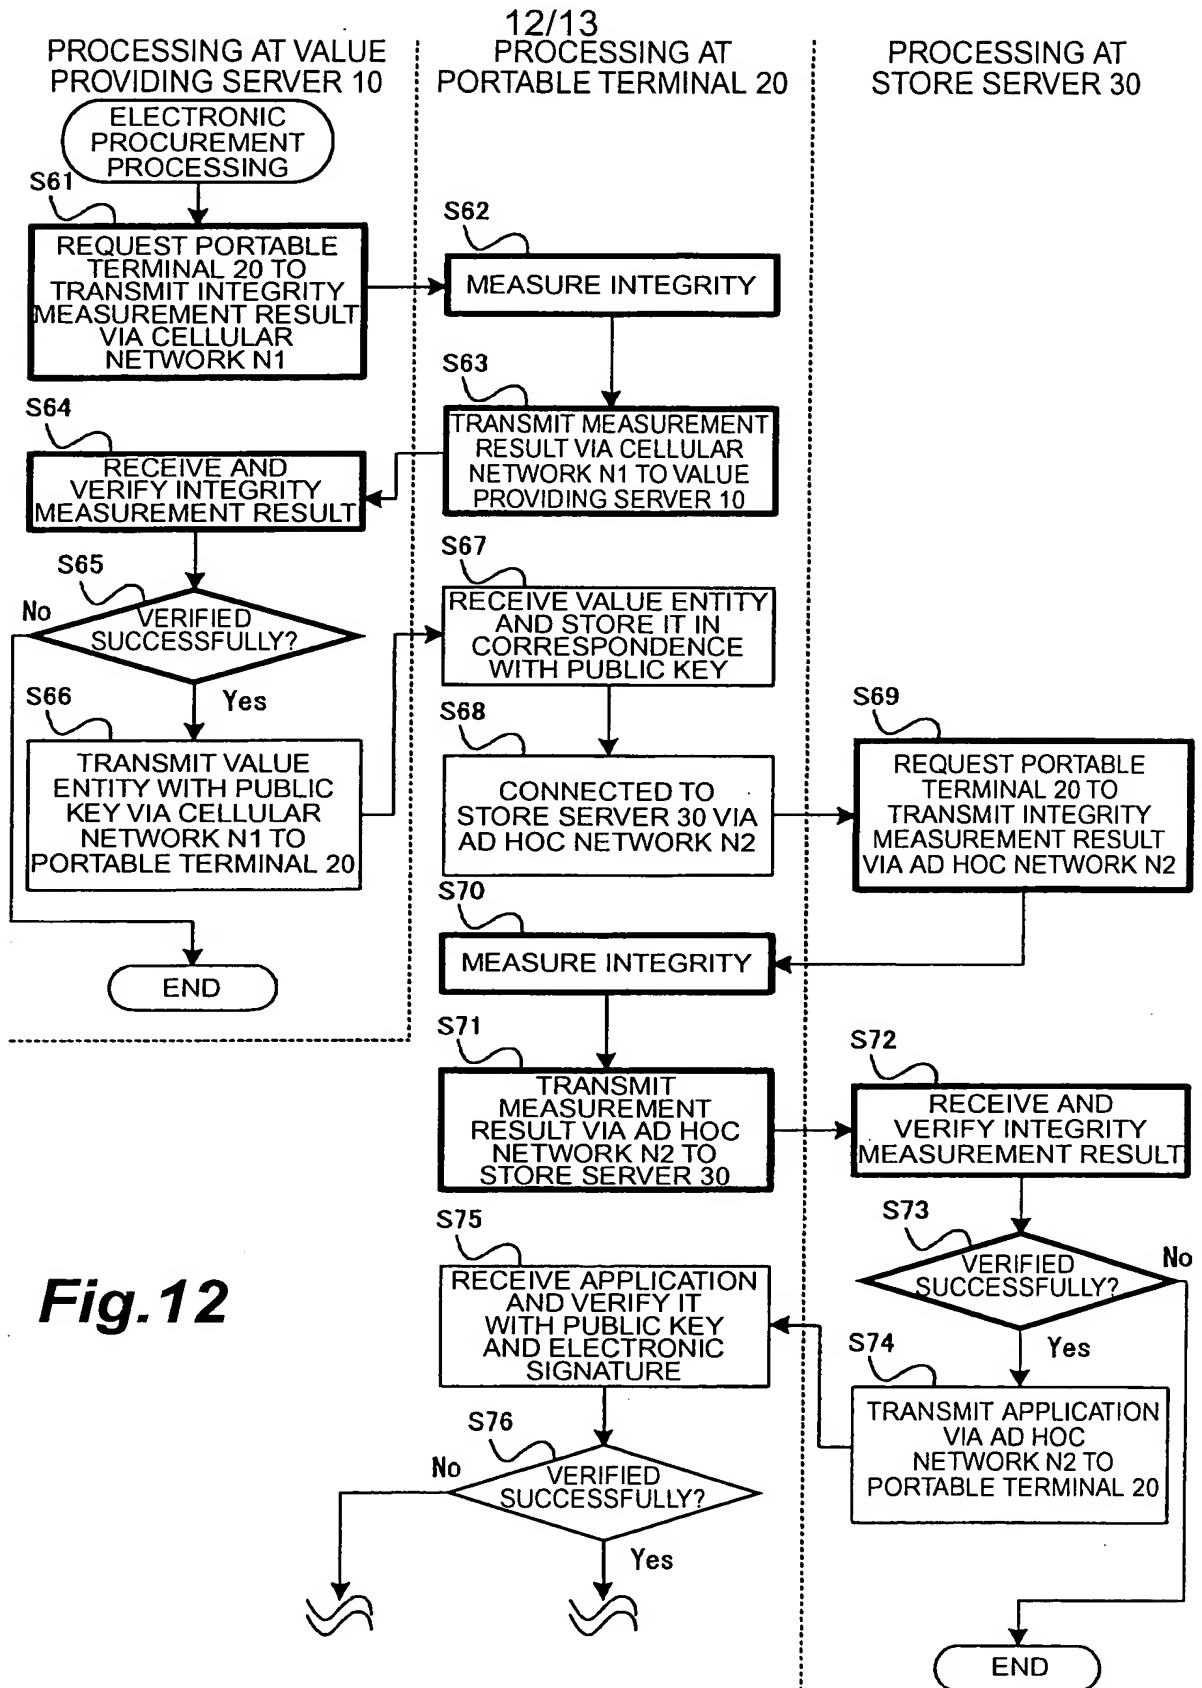 12/13
PROCESSING AT VALUE
PROVIDING SERVER 10
PROCESSING AT
PORTABLE TERMINAL 20
PROCESSING AT
STORE SERVER 30
ELECTRONIC
PROCUREMENT
PROCESSING
S61
REQUEST PORTABLE
TERMINAL 20 TO
TRANSMIT INTEGRITY
MEASUREMENT RESULT
VIA CELLULAR
NETWORK N1
S62
MEASURE INTEGRITY
S63
TRANSMIT MEASUREMENT
RESULT VIA CELLULAR
NETWORK N1 TO VALUE
PROVIDING SERVER 10
S64
RECEIVE AND
VERIFY INTEGRITY
MEASUREMENT RESULT
S65
No
VERIFIED
SUCCESSFULLY?
Yes
S66
TRANSMIT VALUE
ENTITY WITH PUBLIC
KEY VIA CELLULAR
NETWORK N1 TO
PORTABLE TERMINAL 20
END
S67
RECEIVE VALUE ENTITY
AND STORE IT IN
CORRESPONDENCE
WITH PUBLIC KEY
S68
CONNECTED TO
STORE SERVER 30 VIA
AD HOC NETWORK N2
S69
REQUEST PORTABLE
TERMINAL 20 TO
TRANSMIT INTEGRITY
MEASUREMENT RESULT
VIA AD HOC NETWORK N2
S70
MEASURE INTEGRITY
S71
TRANSMIT
MEASUREMENT
RESULT VIA AD HOC
NETWORK N2 TO
STORE SERVER 30
S72
RECEIVE AND
VERIFY INTEGRITY
MEASUREMENT RESULT
S73
No
VERIFIED
SUCCESSFULLY?
Yes
S74
TRANSMIT APPLICATION
VIA AD HOC
NETWORK N2 TO
PORTABLE TERMINAL 20
S75
RECEIVE APPLICATION
AND VERIFY IT
WITH PUBLIC KEY
AND ELECTRONIC
SIGNATURE
S76
No
VERIFIED
SUCCESSFULLY?
Yes
END
Fig.12